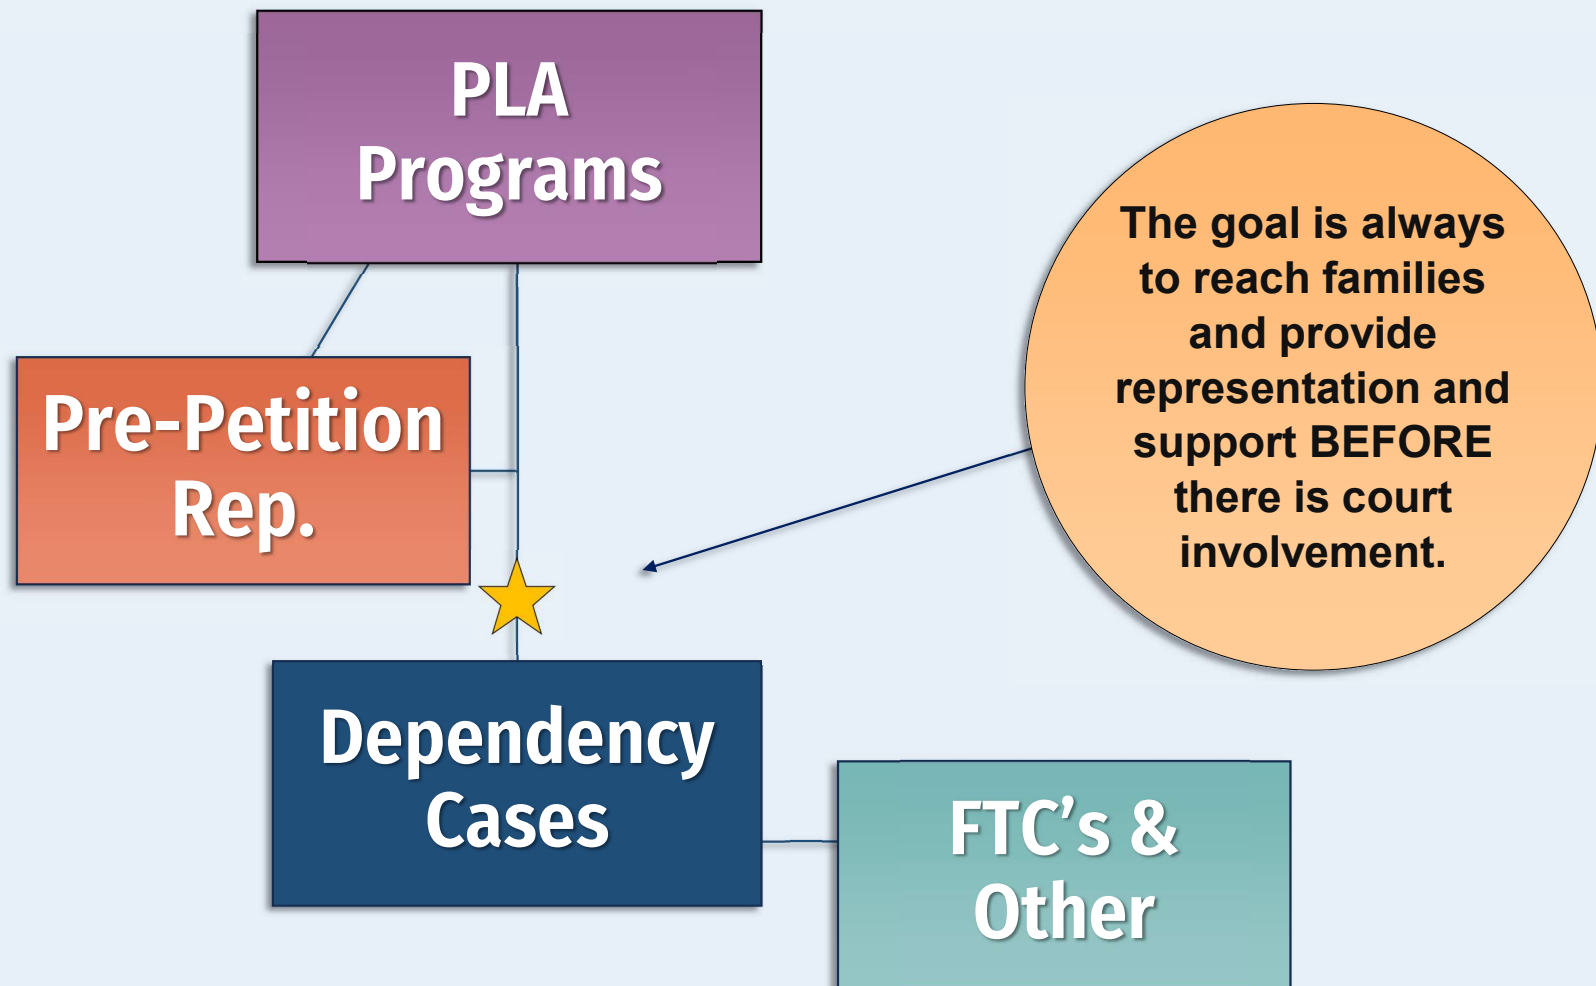 PLA
Programs
Pre-Petition
Rep.
The goal is always
to reach families
and provide
representation and
support BEFORE
there is court
involvement.
Dependency
Cases
FTC’s &
Other